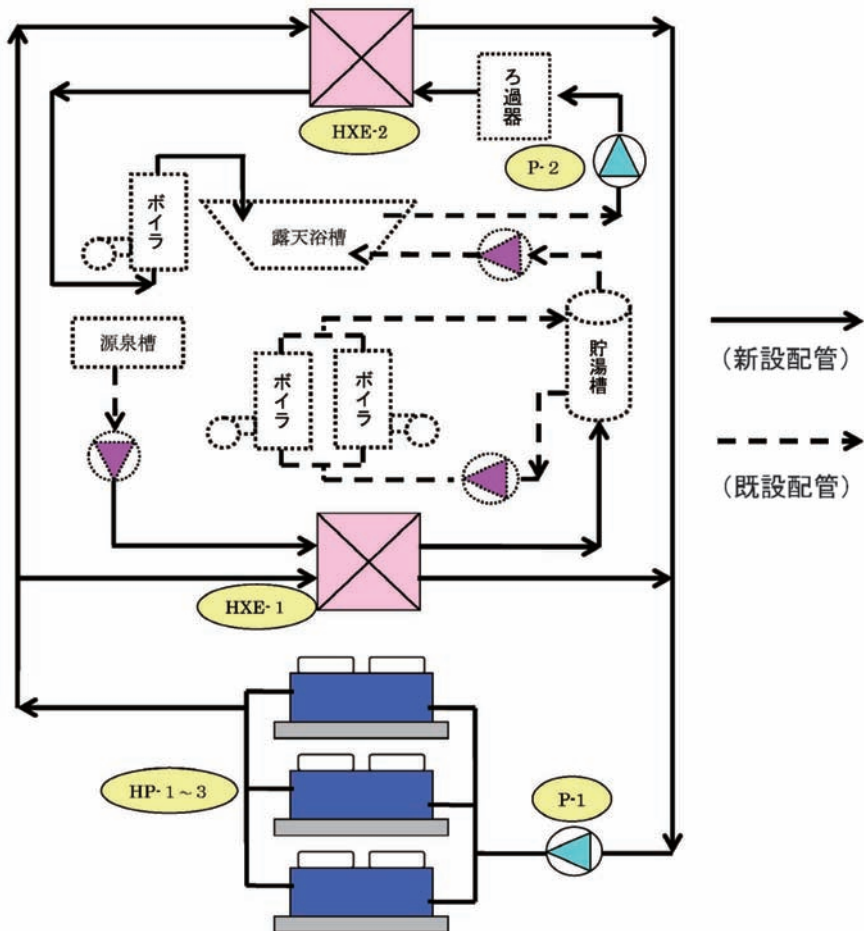 HXE-2
ろ過器
P-2
ボイラ
露天浴槽
源泉槽
ボイラ
ボイラ
貯湯槽
(新設配管)
(既設配管)
HXE-1
HP-1~3
P-1